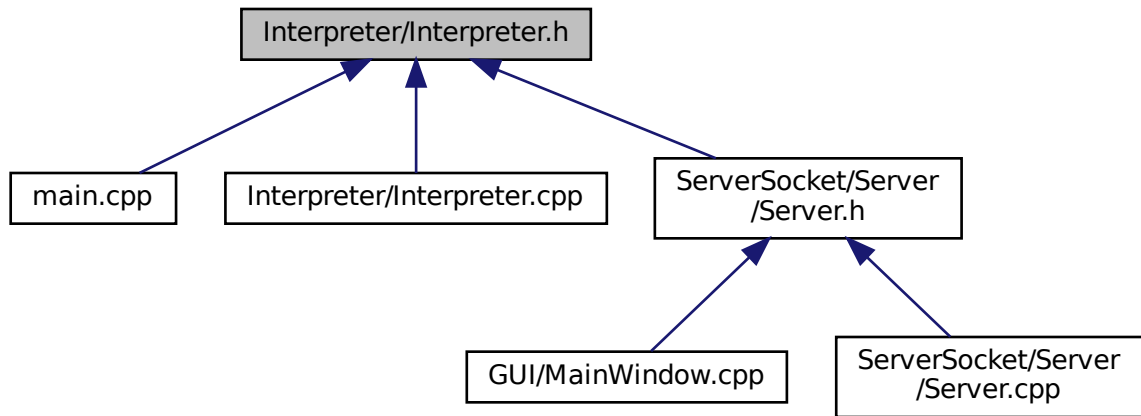 Interpreter/Interpreter.h
main.cpp
Interpreter/Interpreter.cpp
ServerSocket/Server
/Server.h
GUI/MainWindow.cpp
ServerSocket/Server
/Server.cpp